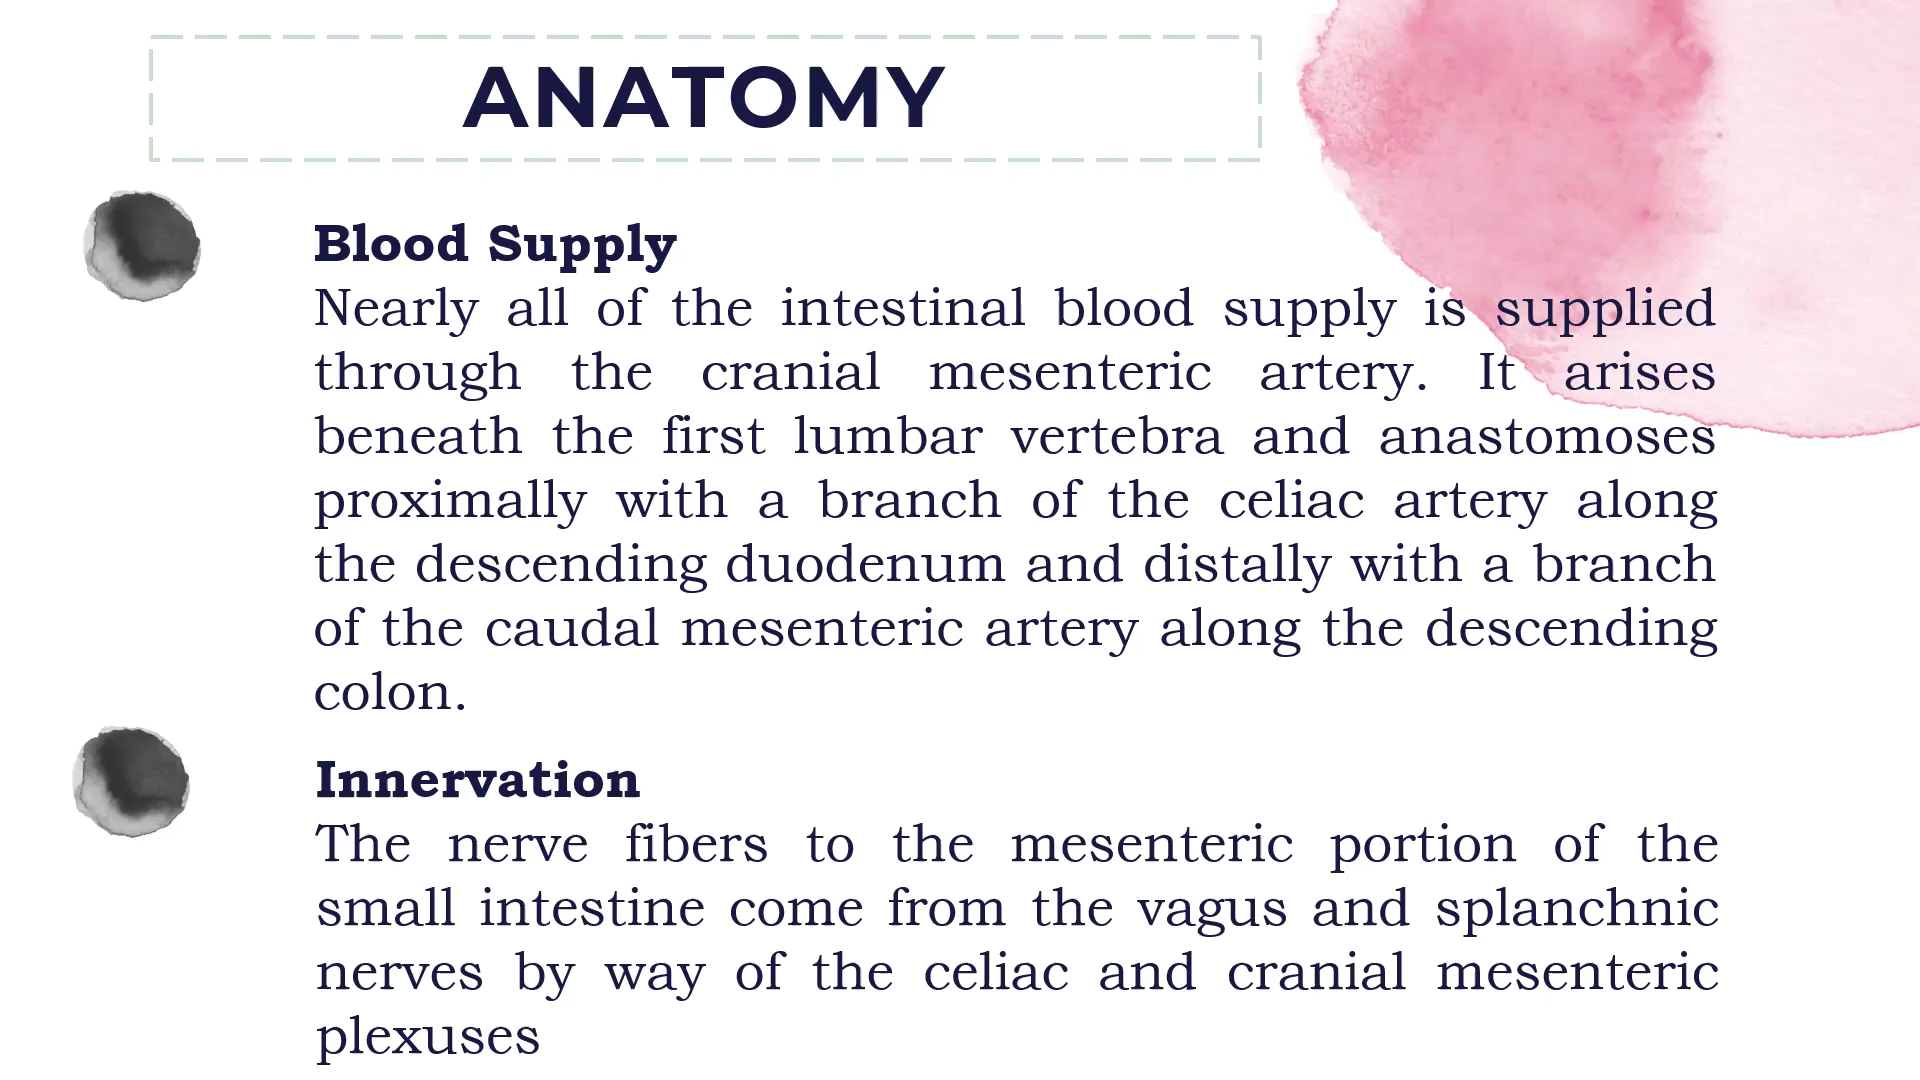 ANATOMY
Blood Supply
Nearly all of the intestinal blood supply is supplied
through the cranial mesenteric artery. It arises
beneath the first lumbar vertebra and anastomoses
proximally with a branch of the celiac artery along
the descending duodenum and distally with a branch
of the caudal mesenteric artery along the descending
colon.
Innervation
The nerve fibers to the mesenteric portion of the
small intestine come from the vagus and splanchnic
nerves by way of the celiac and cranial mesenteric
plexuses